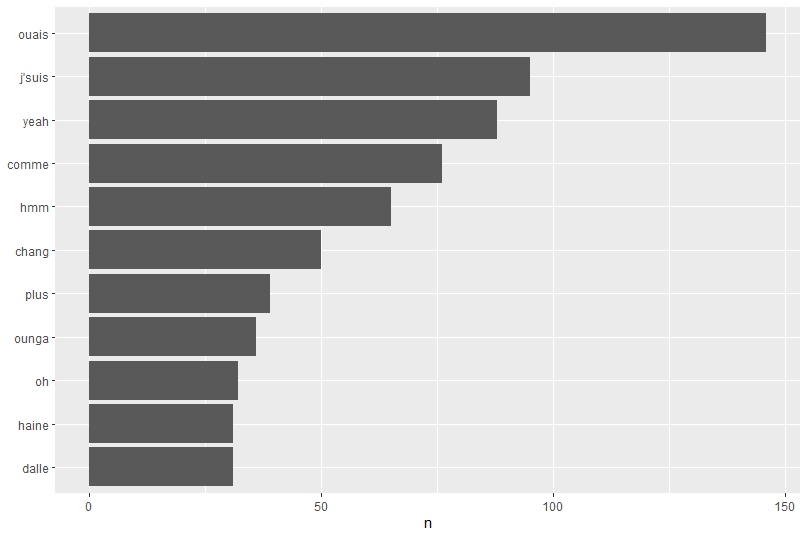 ouais
j'suis
yeah
comme
hmm
chang
plus
ounga
oh
haine
dalle
0 50 100 150
n